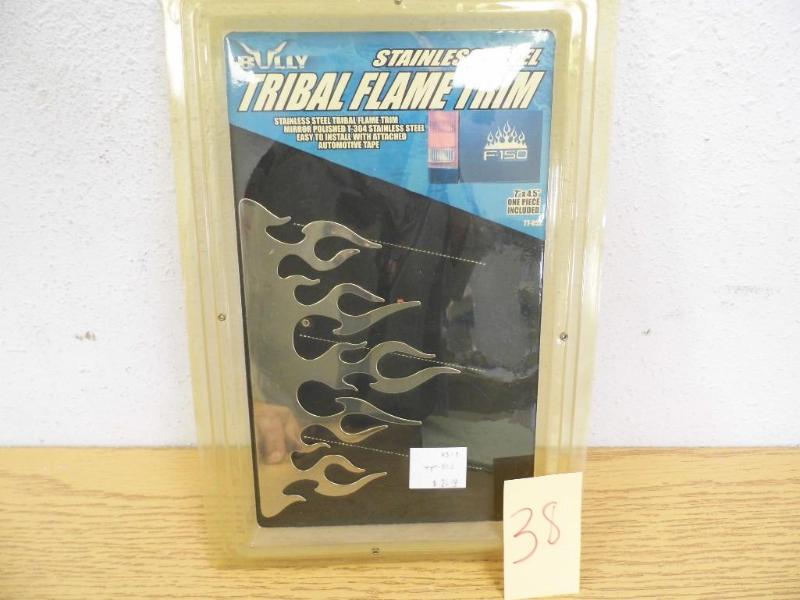 BULLY
STAINLESS STEEL
TRIBAL FLAME TRIM
STAINLESS STEEL TRIBAL FLAME TRIM
MIRROR POLISHED T-304 STAINLESS STEEL
EASY TO INSTALL WITH ATTACHED
AUTOMOTIVE TAPE
F-150
7" x 4.5"
ONE PIECE
INCLUDED
38